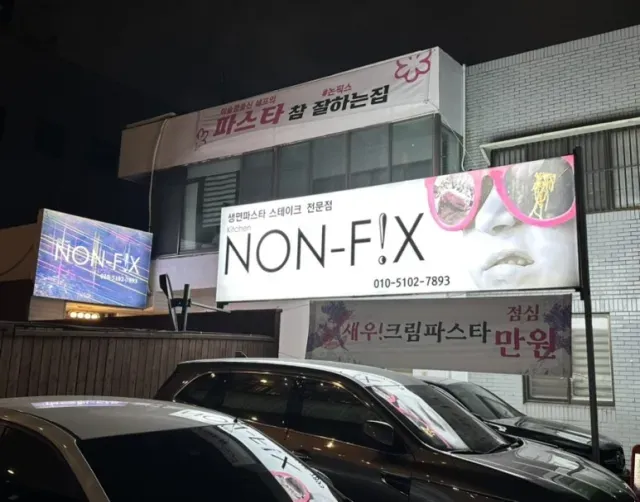 #논픽스
파스타 참 잘하는집
생면파스타 스테이크 전문점
Kitchen
NON-F!X
010-5102-7893
NON-F!X
새우!크림파스타
점심
만원